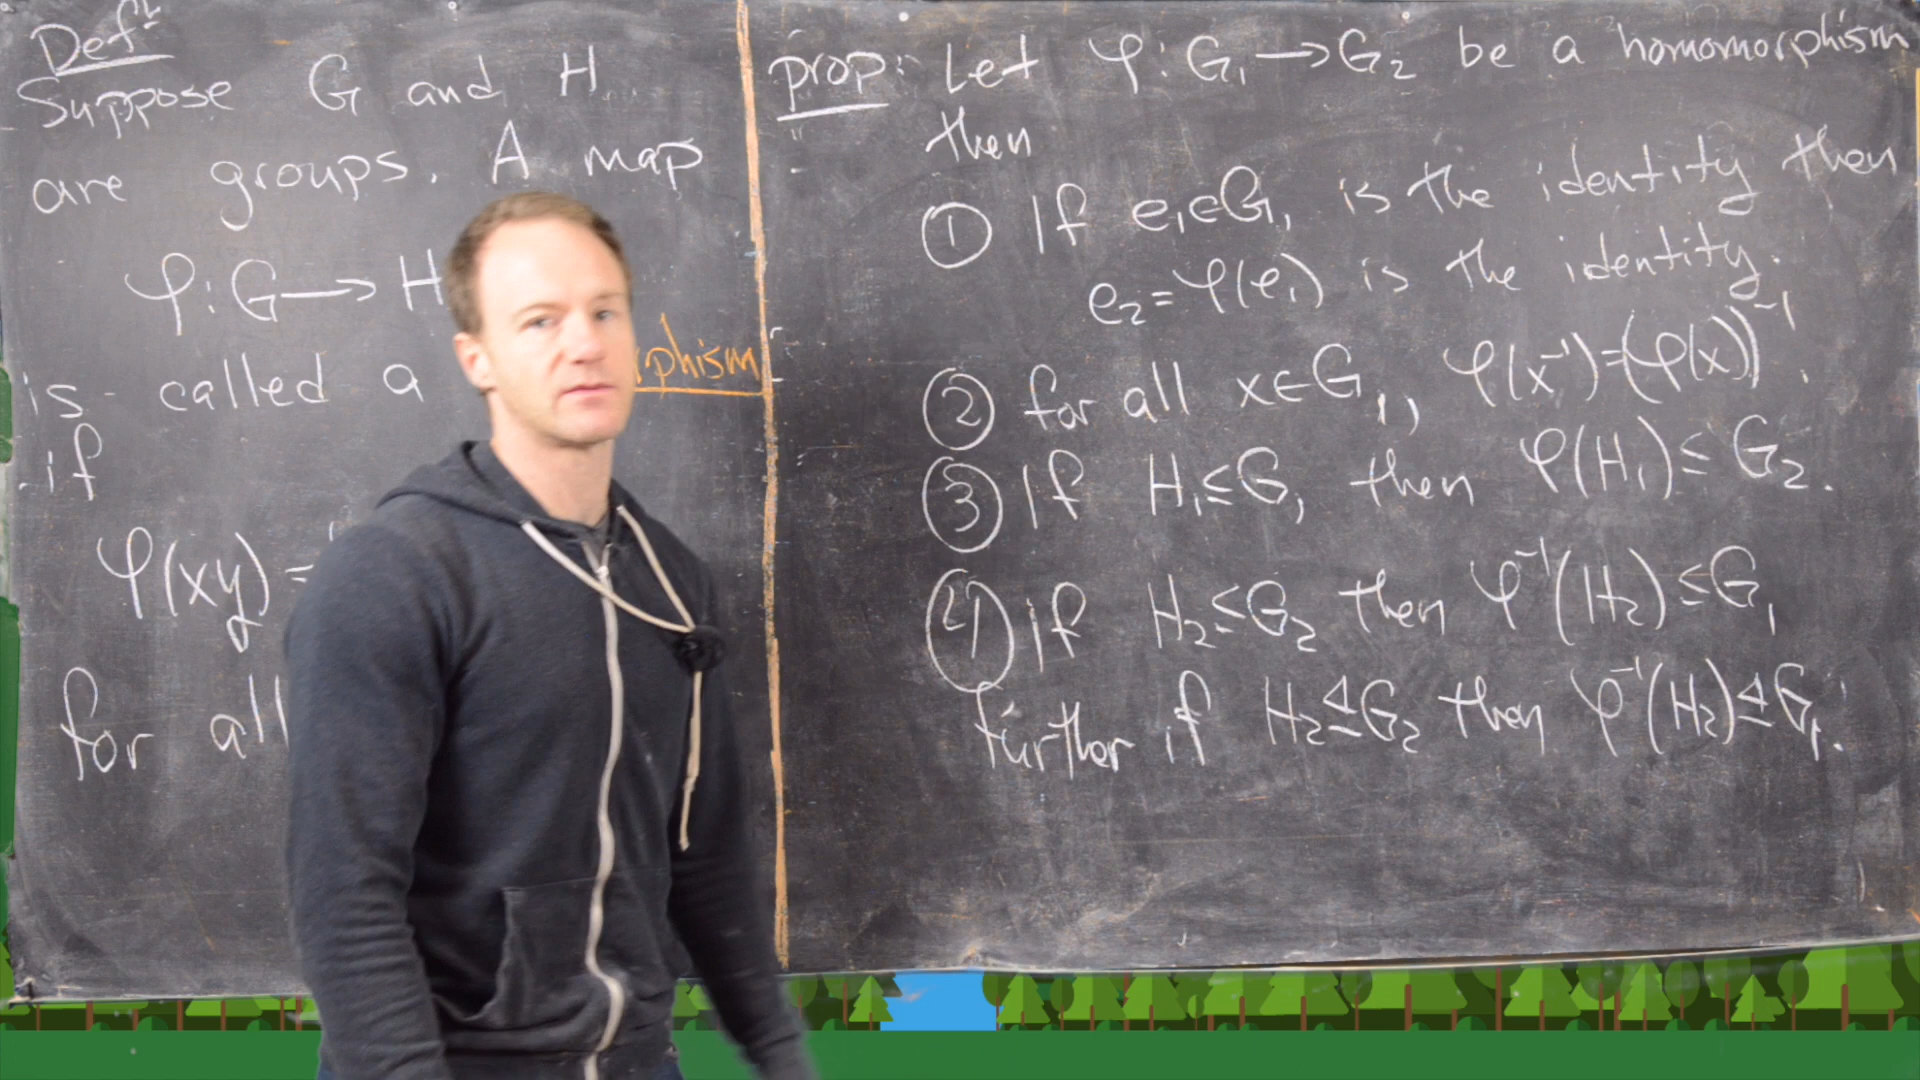 Defⁿ
Suppose G and H
are groups. A map
φ: G → H
is called a
phism
if
φ(xy) =
for all
prop: Let φ: G₁ → G₂ be a homomorphism
then
① If e₁ ∈ G₁ is the identity then
e₂ = φ(e₁) is the identity.
② for all x ∈ G₁, φ(x⁻¹) = (φ(x))⁻¹.
③ If H₁ ≤ G₁ then φ(H₁) ≤ G₂.
④ if H₂ ≤ G₂ then φ⁻¹(H₂) ≤ G₁
further if H₂ ⊴ G₂ then φ⁻¹(H₂) ⊴ G₁.